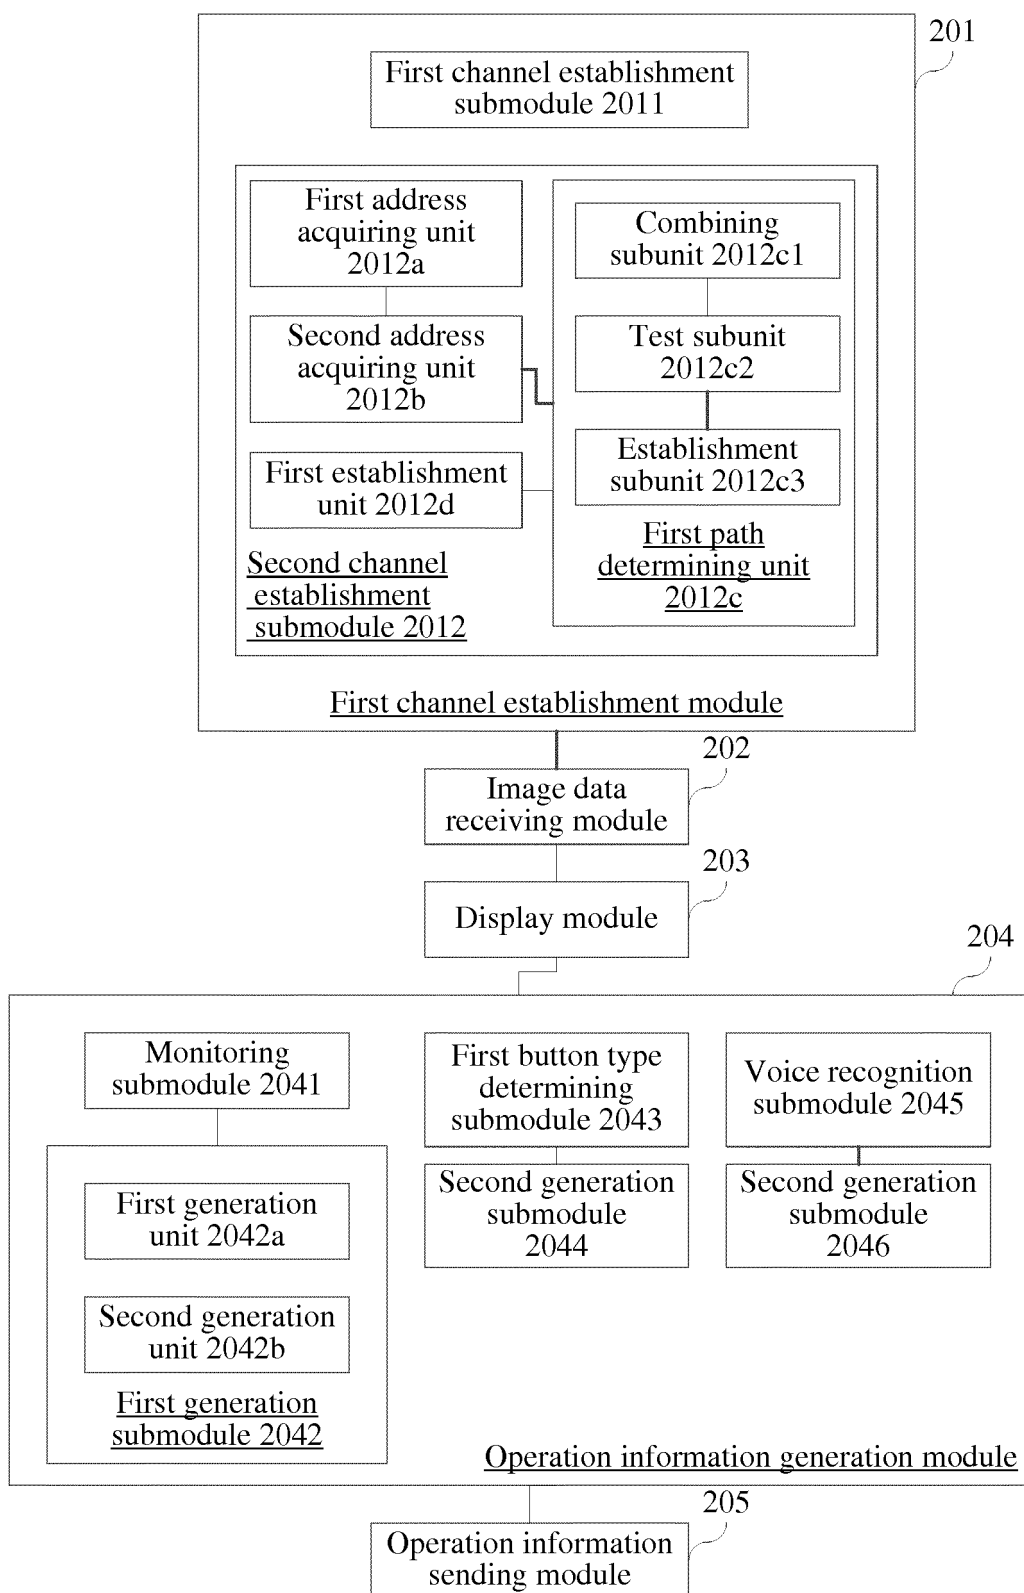 201
First channel establishment
submodule 2011
First address
acquiring unit
2012a
Combining
subunit 2012c1
Second address
acquiring unit
2012b
Test subunit
2012c2
First establishment
unit 2012d
Establishment
subunit 2012c3
First path
determining unit
2012c
Second channel
establishment
submodule 2012
First channel establishment module
202
Image data
receiving module
203
Display module
204
Monitoring
submodule 2041
First button type
determining
submodule 2043
Voice recognition
submodule 2045
First generation
unit 2042a
Second generation
submodule
2044
Second generation
submodule
2046
Second generation
unit 2042b
First generation
submodule 2042
Operation information generation module
205
Operation information
sending module